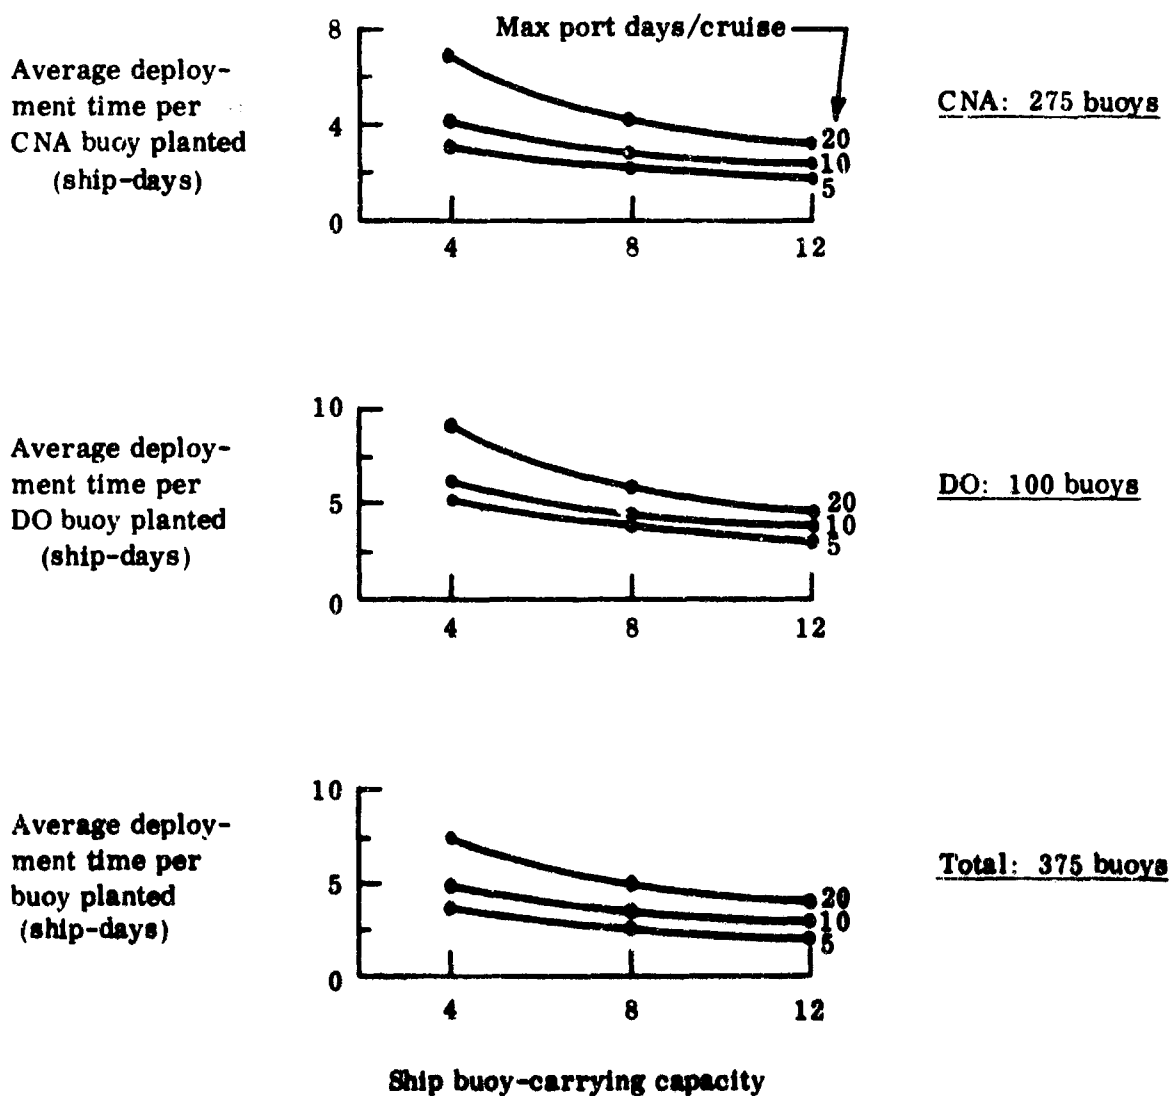 Max port days/cruise
Average deploy-
ment time per
CNA buoy planted
(ship-days)
8
4
0
4
8
12
20
10
5
CNA: 275 buoys
Average deploy-
ment time per
DO buoy planted
(ship-days)
10
5
0
4
8
12
20
10
5
DO: 100 buoys
Average deploy-
ment time per
buoy planted
(ship-days)
10
5
0
4
8
12
20
10
5
Total: 375 buoys
Ship buoy-carrying capacity